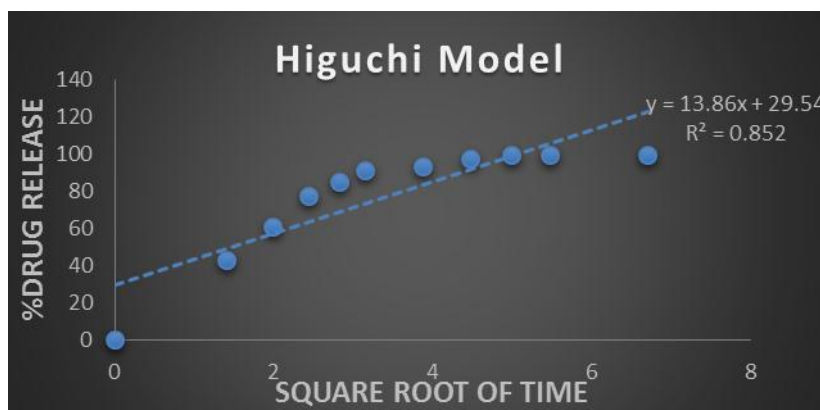 Higuchi Model
140
120
100
80
60
40
20
0
0 2 4 6 8
%DRUG RELEASE
SQUARE ROOT OF TIME
y = 13.86x + 29.54
R² = 0.852